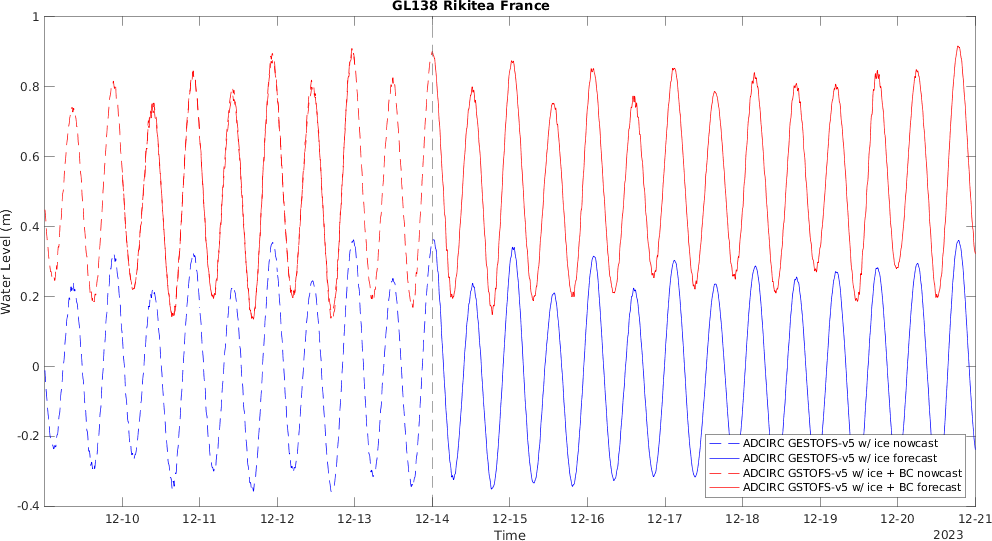 GL138 Rikitea France
1
0.8
0.6
0.4
0.2
0
-0.2
-0.4
Water Level (m)
ADCIRC GESTOFS-v5 w/ ice nowcast
ADCIRC GESTOFS-v5 w/ ice forecast
ADCIRC GSTOFS-v5 w/ ice + BC nowcast
ADCIRC GSTOFS-v5 w/ ice + BC forecast
12-10 12-11 12-12 12-13 12-14 12-15 12-16 12-17 12-18 12-19 12-20 12-21
Time
2023